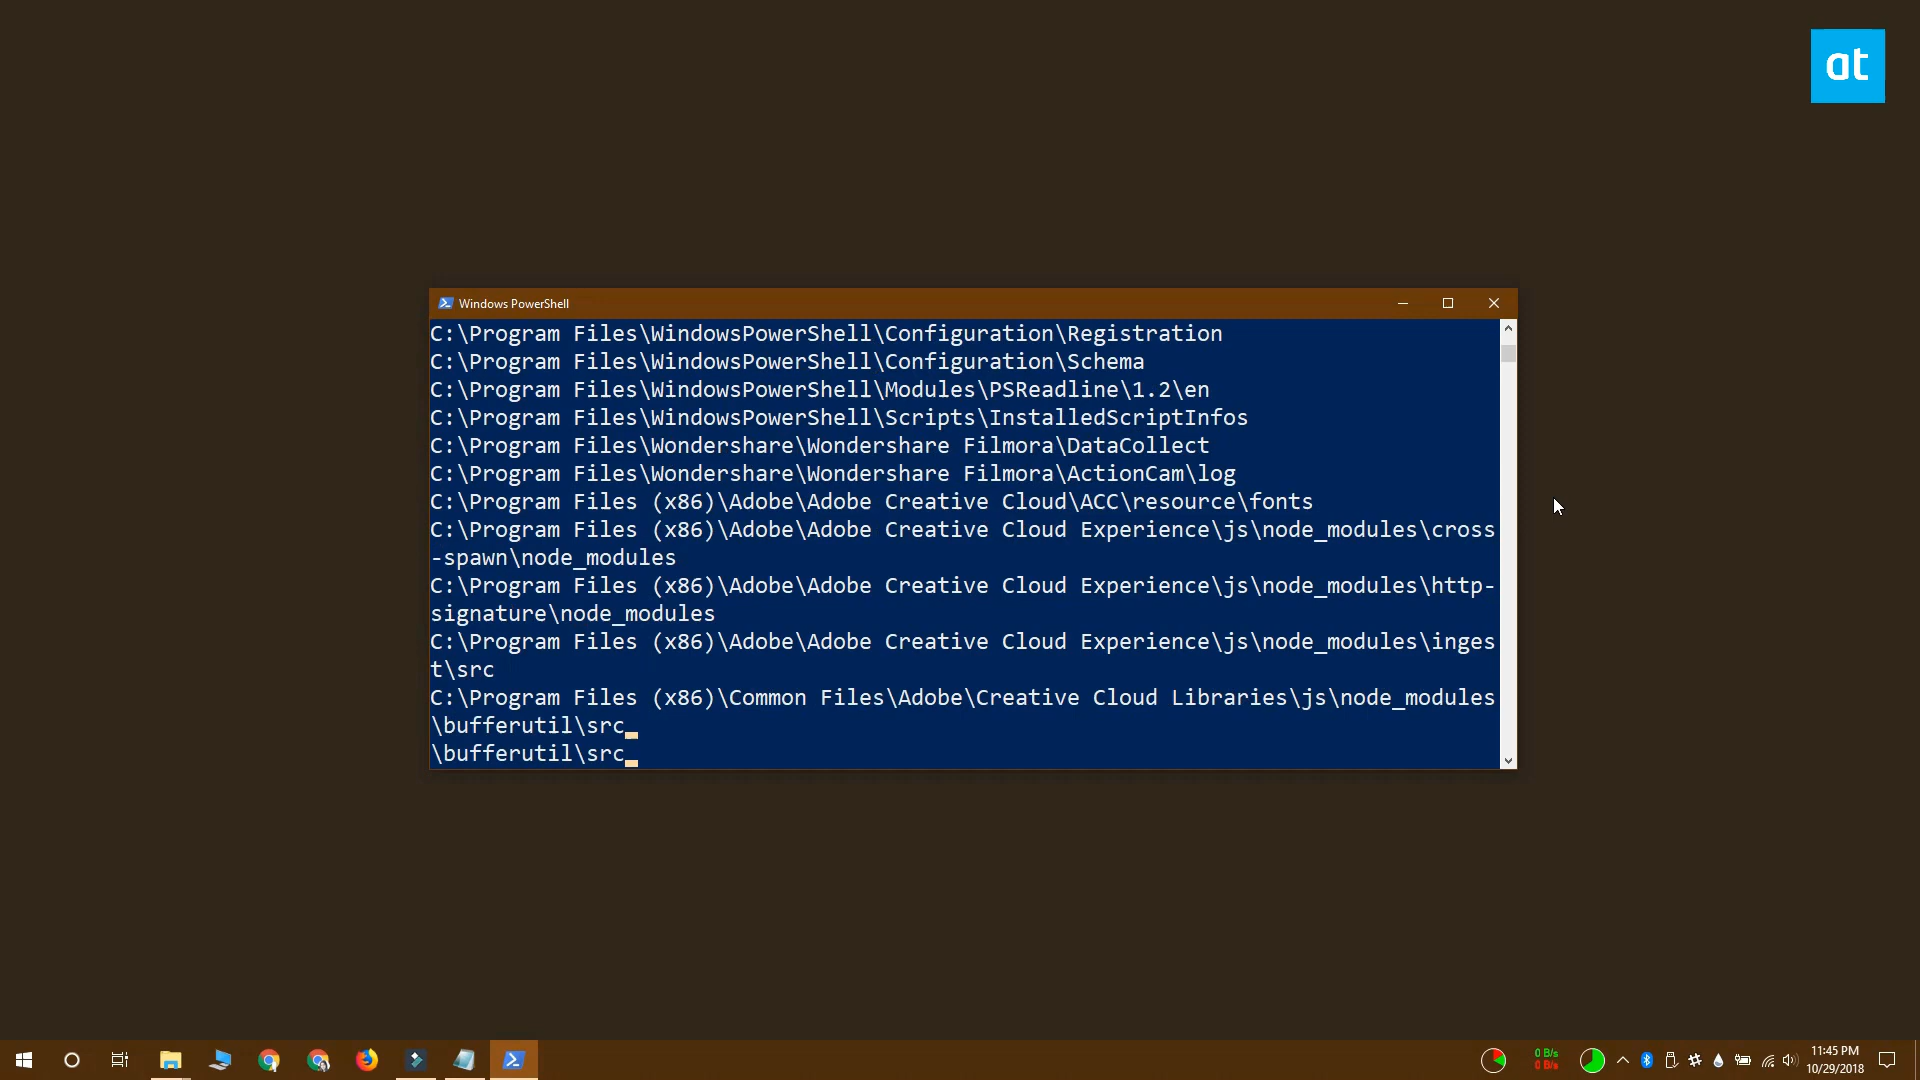 at
Windows PowerShell
C:\Program Files\WindowsPowerShell\Configuration\Registration
C:\Program Files\WindowsPowerShell\Configuration\Schema
C:\Program Files\WindowsPowerShell\Modules\PSReadline\1.2\en
C:\Program Files\WindowsPowerShell\Scripts\InstalledScriptInfos
C:\Program Files\Wondershare\Wondershare Filmora\DataCollect
C:\Program Files\Wondershare\Wondershare Filmora\ActionCam\log
C:\Program Files (x86)\Adobe\Adobe Creative Cloud\ACC\resource\fonts
C:\Program Files (x86)\Adobe\Adobe Creative Cloud Experience\js\node_modules\cross
-spawn\node_modules
C:\Program Files (x86)\Adobe\Adobe Creative Cloud Experience\js\node_modules\http-
signature\node_modules
C:\Program Files (x86)\Adobe\Adobe Creative Cloud Experience\js\node_modules\inges
t\src
C:\Program Files (x86)\Common Files\Adobe\Creative Cloud Libraries\js\node_modules
\bufferutil\src
\bufferutil\src
0 B/s
0 B/s
11:45 PM
10/29/2018